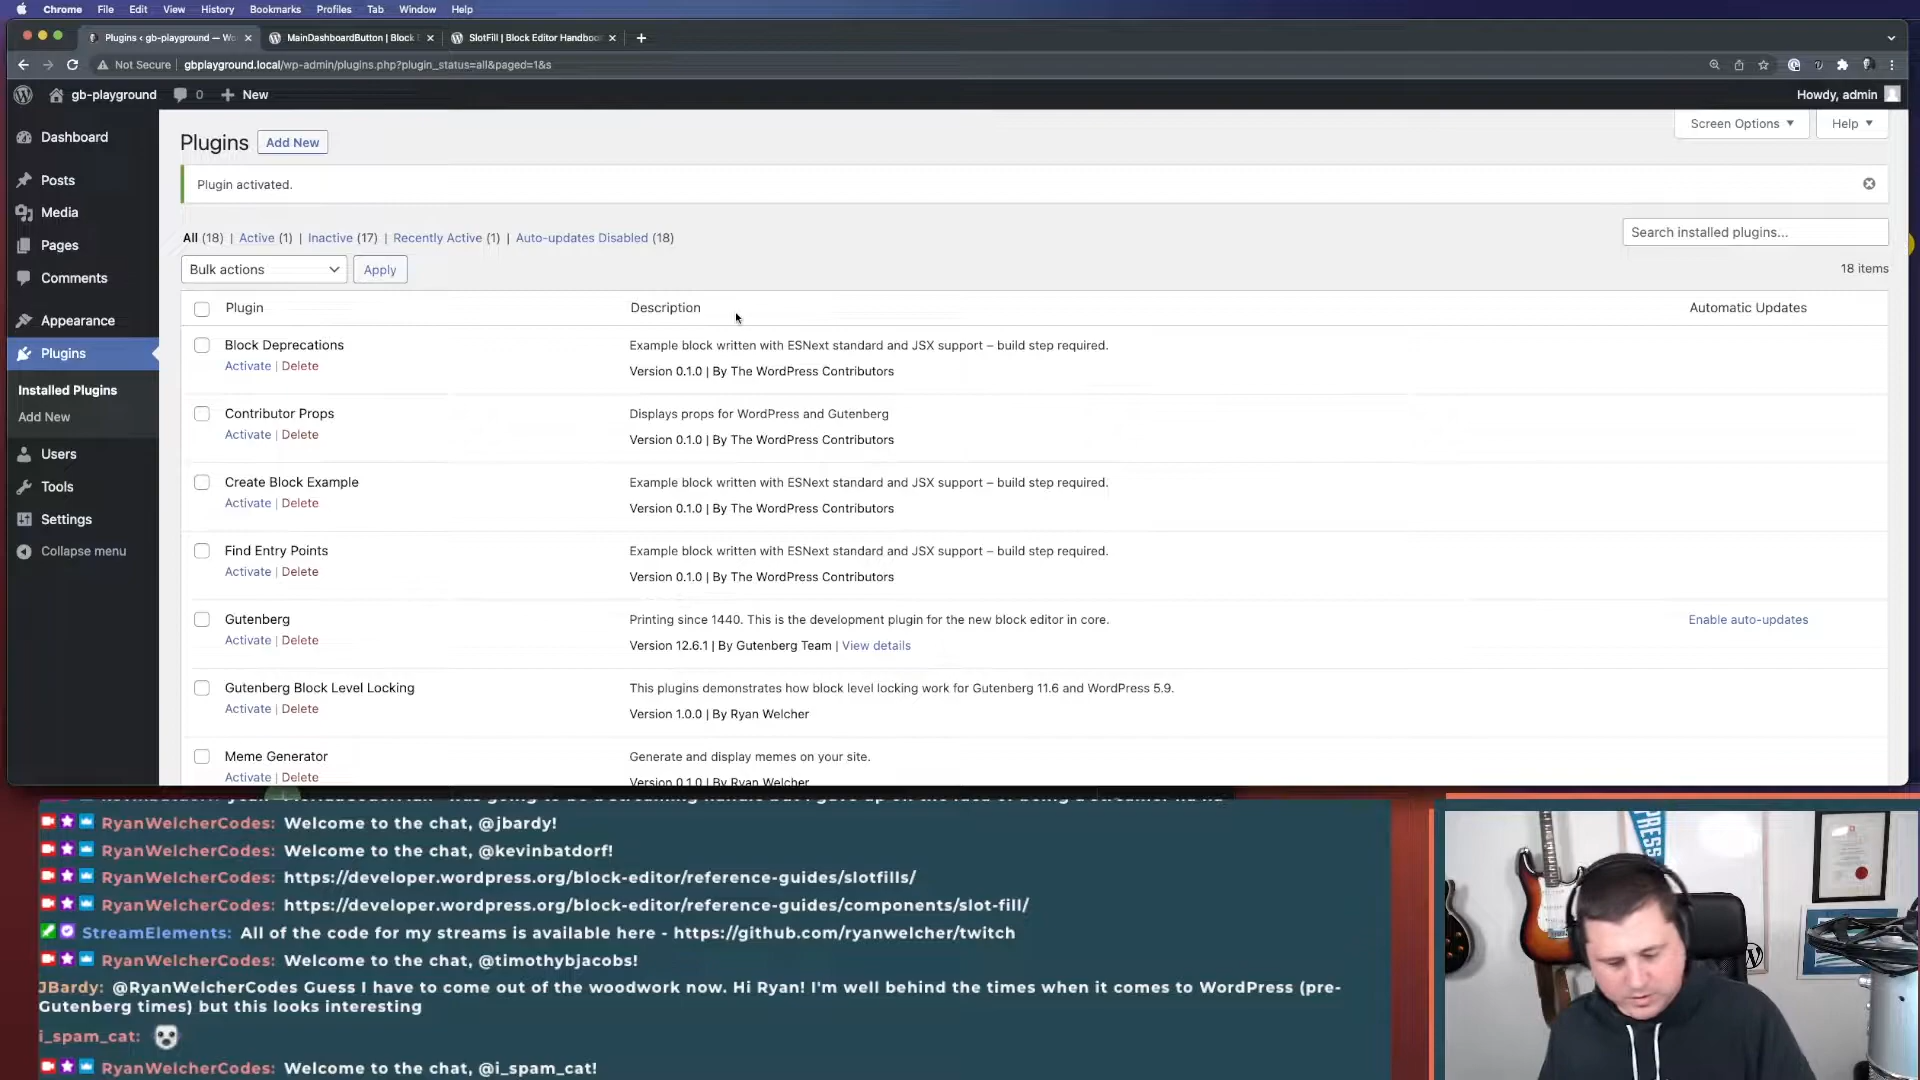 Chrome File Edit View History Bookmarks Profiles Tab Window Help
Plugins ‹ gb-playground — Wo
MainDashboardButton | Block E
SlotFill | Block Editor Handboo
Not Secure | gbplayground.local/wp-admin/plugins.php?plugin_status=all&paged=1&s
gb-playground 0 + New
Howdy, admin
Dashboard
Posts
Media
Pages
Comments
Appearance
Plugins
Installed Plugins
Add New
Users
Tools
Settings
Collapse menu
Screen Options ▼
Help ▼
Plugins
Add New
Plugin activated.
All (18) | Active (1) | Inactive (17) | Recently Active (1) | Auto-updates Disabled (18)
Search installed plugins...
Bulk actions
Apply
18 items
Plugin
Description
Automatic Updates
Block Deprecations
Activate | Delete
Example block written with ESNext standard and JSX support – build step required.
Version 0.1.0 | By The WordPress Contributors
Contributor Props
Activate | Delete
Displays props for WordPress and Gutenberg
Version 0.1.0 | By The WordPress Contributors
Create Block Example
Activate | Delete
Example block written with ESNext standard and JSX support – build step required.
Version 0.1.0 | By The WordPress Contributors
Find Entry Points
Activate | Delete
Example block written with ESNext standard and JSX support – build step required.
Version 0.1.0 | By The WordPress Contributors
Gutenberg
Activate | Delete
Printing since 1440. This is the development plugin for the new block editor in core.
Version 12.6.1 | By Gutenberg Team | View details
Enable auto-updates
Gutenberg Block Level Locking
Activate | Delete
This plugins demonstrates how block level locking work for Gutenberg 11.6 and WordPress 5.9.
Version 1.0.0 | By Ryan Welcher
Meme Generator
Activate | Delete
Generate and display memes on your site.
Version 0.1.0 | By Ryan Welcher
RyanWelcherCodes: Welcome to the chat, @jbardy!
RyanWelcherCodes: Welcome to the chat, @kevinbatdorf!
RyanWelcherCodes: https://developer.wordpress.org/block-editor/reference-guides/slotfills/
RyanWelcherCodes: https://developer.wordpress.org/block-editor/reference-guides/components/slot-fill/
StreamElements: All of the code for my streams is available here - https://github.com/ryanwelcher/twitch
RyanWelcherCodes: Welcome to the chat, @timothybjacobs!
JBardy: @RyanWelcherCodes Guess I have to come out of the woodwork now. Hi Ryan! I'm well behind the times when it comes to WordPress (pre-
Gutenberg times) but this looks interesting
i_spam_cat:
RyanWelcherCodes: Welcome to the chat, @i_spam_cat!